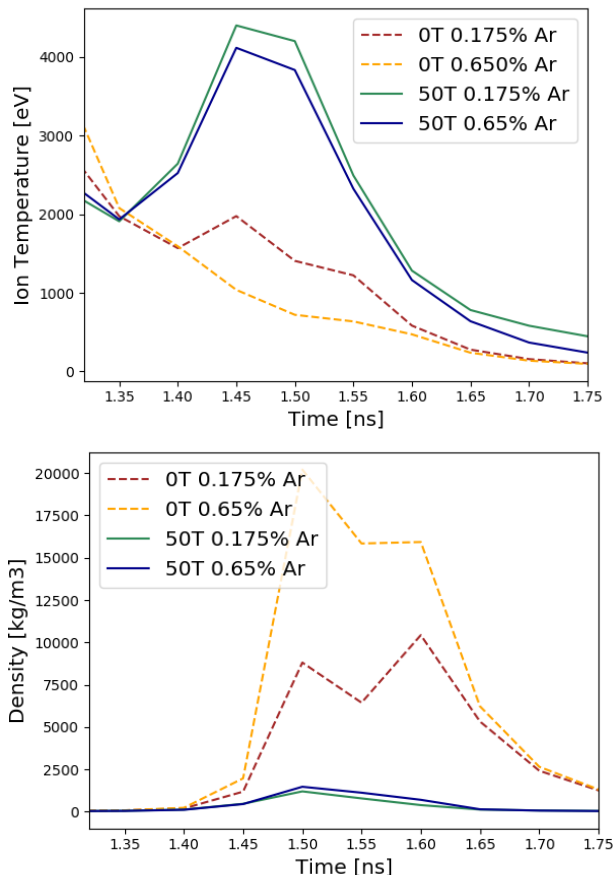 4000
3000
2000
1000
0
Ion Temperature [eV]
0T 0.175% Ar
0T 0.650% Ar
50T 0.175% Ar
50T 0.65% Ar
1.35 1.40 1.45 1.50 1.55 1.60 1.65 1.70 1.75
Time [ns]
20000
17500
15000
12500
10000
7500
5000
2500
0
Density [kg/m3]
0T 0.175% Ar
0T 0.65% Ar
50T 0.175% Ar
50T 0.65% Ar
1.35 1.40 1.45 1.50 1.55 1.60 1.65 1.70 1.75
Time [ns]